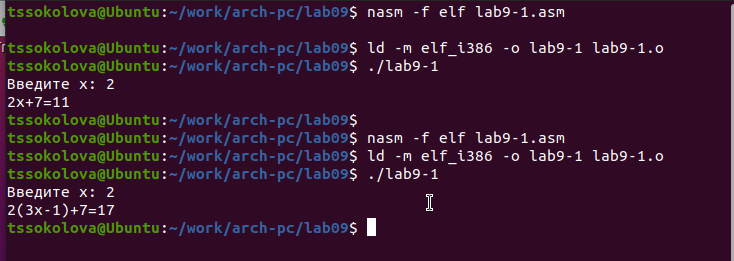 tssokolova@Ubuntu:~/work/arch-pc/lab09$ nasm -f elf lab9-1.asm
tssokolova@Ubuntu:~/work/arch-pc/lab09$ ld -m elf_i386 -o lab9-1 lab9-1.o
tssokolova@Ubuntu:~/work/arch-pc/lab09$ ./lab9-1
Введите x: 2
2x+7=11
tssokolova@Ubuntu:~/work/arch-pc/lab09$
tssokolova@Ubuntu:~/work/arch-pc/lab09$ nasm -f elf lab9-1.asm
tssokolova@Ubuntu:~/work/arch-pc/lab09$ ld -m elf_i386 -o lab9-1 lab9-1.o
tssokolova@Ubuntu:~/work/arch-pc/lab09$ ./lab9-1
Введите x: 2
2(3x-1)+7=17
tssokolova@Ubuntu:~/work/arch-pc/lab09$